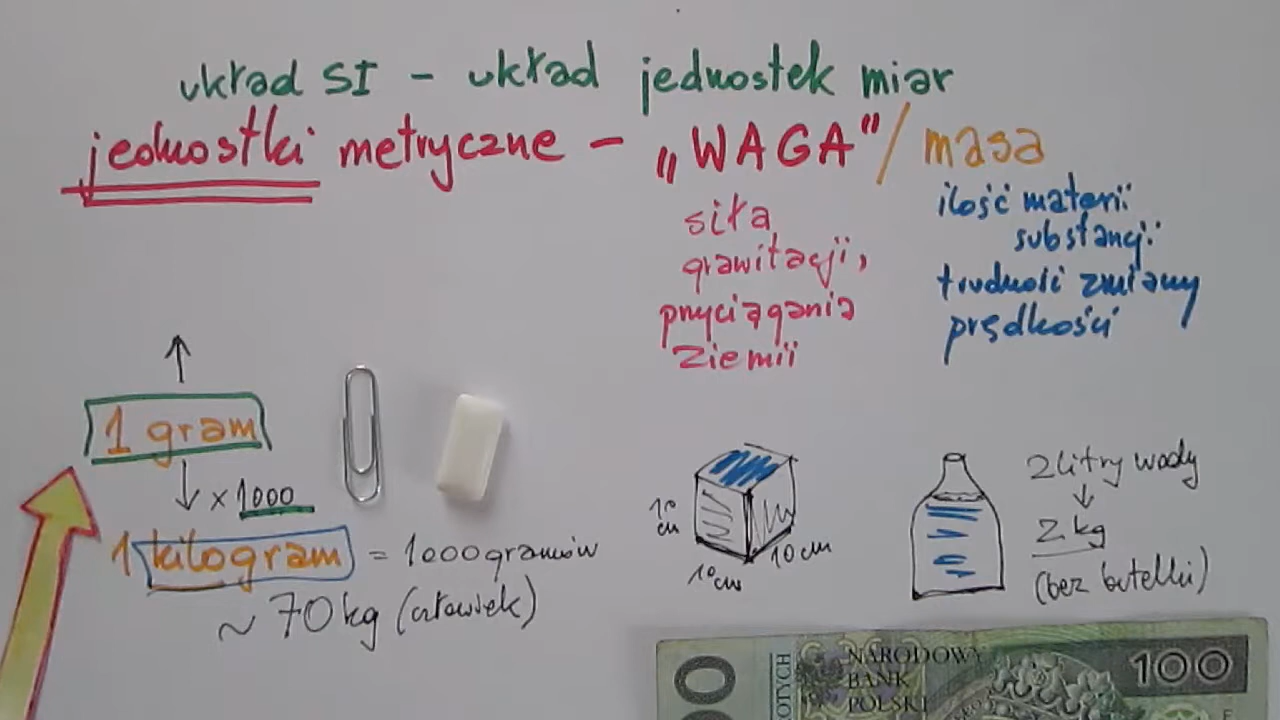 układ SI - układ jednostek miar
jednostki metryczne - „WAGA"/masa
siła
grawitacji,
przyciągania
Ziemii
ilość materii
substancji
trudność zmiany
prędkości
1 gram
× 1000
1 kilogram = 1000 gramów
~ 70 kg (człowiek)
10 cm
10 cm
10 cm
2 litry wody
2 kg
(bez butelki)
NARODOWY
BANK
POLSKI
100
ZŁOTYCH